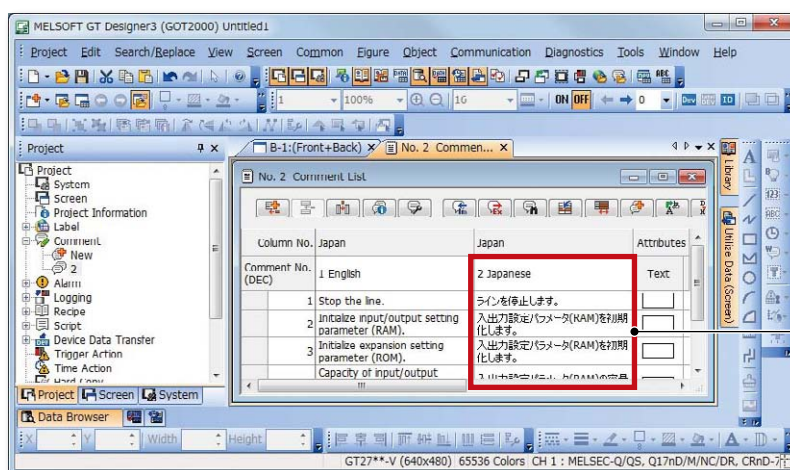 MELSOFT GT Designer3 (GOT2000) Untitled1
Project Edit Search/Replace View Screen Common Figure Object Communication Diagnostics Tools Window Help
1 100% 16 ON OFF 0 Dev ID
Project
B-1:(Front+Back) No. 2 Commen...
Project
System
Screen
Project Information
Label
Comment
New
2
Alarm
Logging
Recipe
Script
Device Data Transfer
Trigger Action
Time Action
Hard Copy
Project Screen System
Data Browser
No. 2 Comment List
Column No. Japan Japan Attributes
Comment No. (DEC) 1 English 2 Japanese Text
1 Stop the line. ラインを停止します。
2 Intialize input/output setting parameter (RAM). 入出力設定パラメータ(RAM)を初期化します。
3 Initialize expansion setting parameter (ROM). 入出力設定パラメータ(RAM)を初期化します。
Capacity of input/output
Library
Utilize Data (Screen)
X Y Width Height
GT27**-V (640x480) 65536 Colors CH 1 : MELSEC-Q/QS, Q17nD/M/NC/DR, CRnD-7